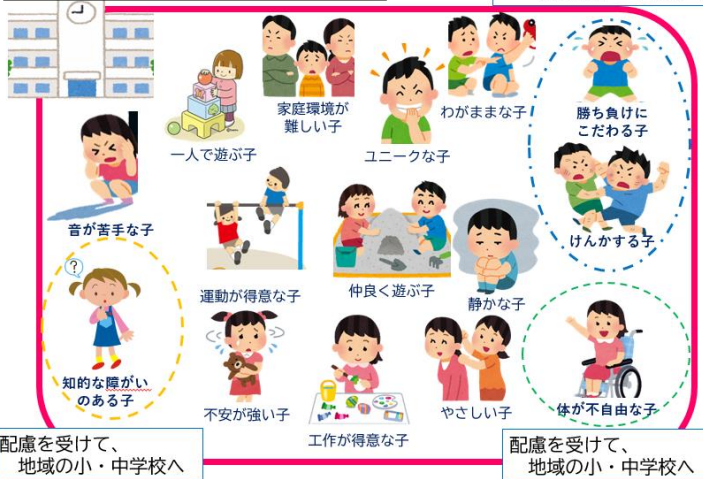 家庭環境が
難しい子
わがままな子
勝ち負けに
こだわる子
一人で遊ぶ子
ユニークな子
音が苦手な子
けんかする子
運動が得意な子
仲良く遊ぶ子
静かな子
?
知的な障がい
のある子
不安が強い子
工作が得意な子
やさしい子
体が不自由な子
配慮を受けて、
地域の小・中学校へ
配慮を受けて、
地域の小・中学校へ